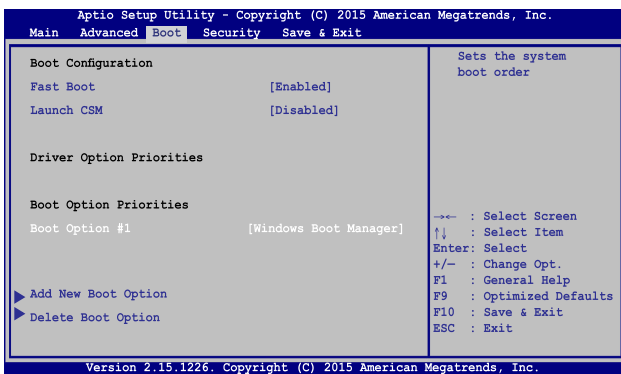 Aptio Setup Utility - Copyright (C) 2015 American Megatrends, Inc.
Main Advanced Boot Security Save & Exit
Boot Configuration
Fast Boot [Enabled]
Launch CSM [Disabled]
Driver Option Priorities
Boot Option Priorities
Boot Option #1 [Windows Boot Manager]
Add New Boot Option
Delete Boot Option
Sets the system
boot order
→← : Select Screen
↑↓ : Select Item
Enter: Select
+/— : Change Opt.
F1 : General Help
F9 : Optimized Defaults
F10 : Save & Exit
ESC : Exit
Version 2.15.1226. Copyright (C) 2015 American Megatrends, Inc.